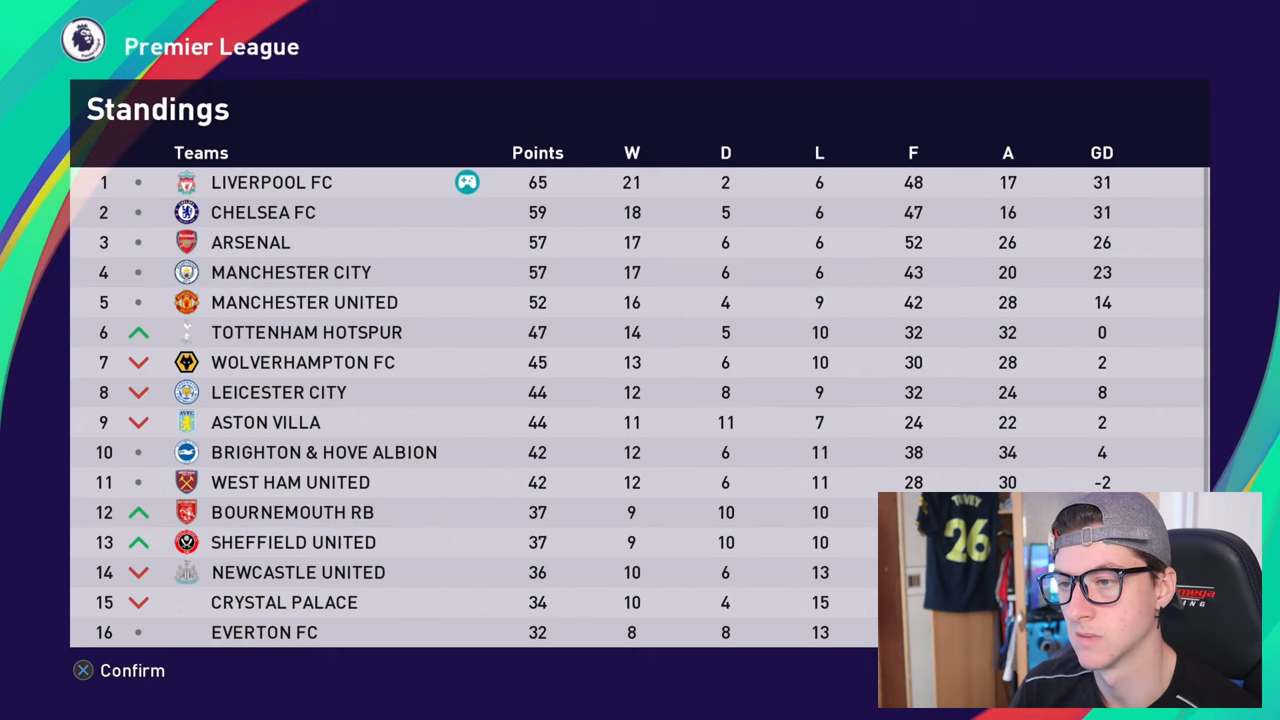 Premier League
Standings
Teams Points W D L F A GD
1 LIVERPOOL FC 65 21 2 6 48 17 31
2 CHELSEA FC 59 18 5 6 47 16 31
3 ARSENAL 57 17 6 6 52 26 26
4 MANCHESTER CITY 57 17 6 6 43 20 23
5 MANCHESTER UNITED 52 16 4 9 42 28 14
6 TOTTENHAM HOTSPUR 47 14 5 10 32 32 0
7 WOLVERHAMPTON FC 45 13 6 10 30 28 2
8 LEICESTER CITY 44 12 8 9 32 24 8
9 ASTON VILLA 44 11 11 7 24 22 2
10 BRIGHTON & HOVE ALBION 42 12 6 11 38 34 4
11 WEST HAM UNITED 42 12 6 11 28 30 -2
12 BOURNEMOUTH RB 37 9 10 10
13 SHEFFIELD UNITED 37 9 10 10
14 NEWCASTLE UNITED 36 10 6 13
15 CRYSTAL PALACE 34 10 4 15
16 EVERTON FC 32 8 8 13
26
Confirm